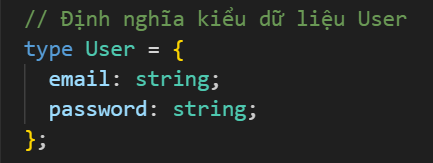 // Định nghĩa kiểu dữ liệu User
type User = {
  email: string;
  password: string;
};